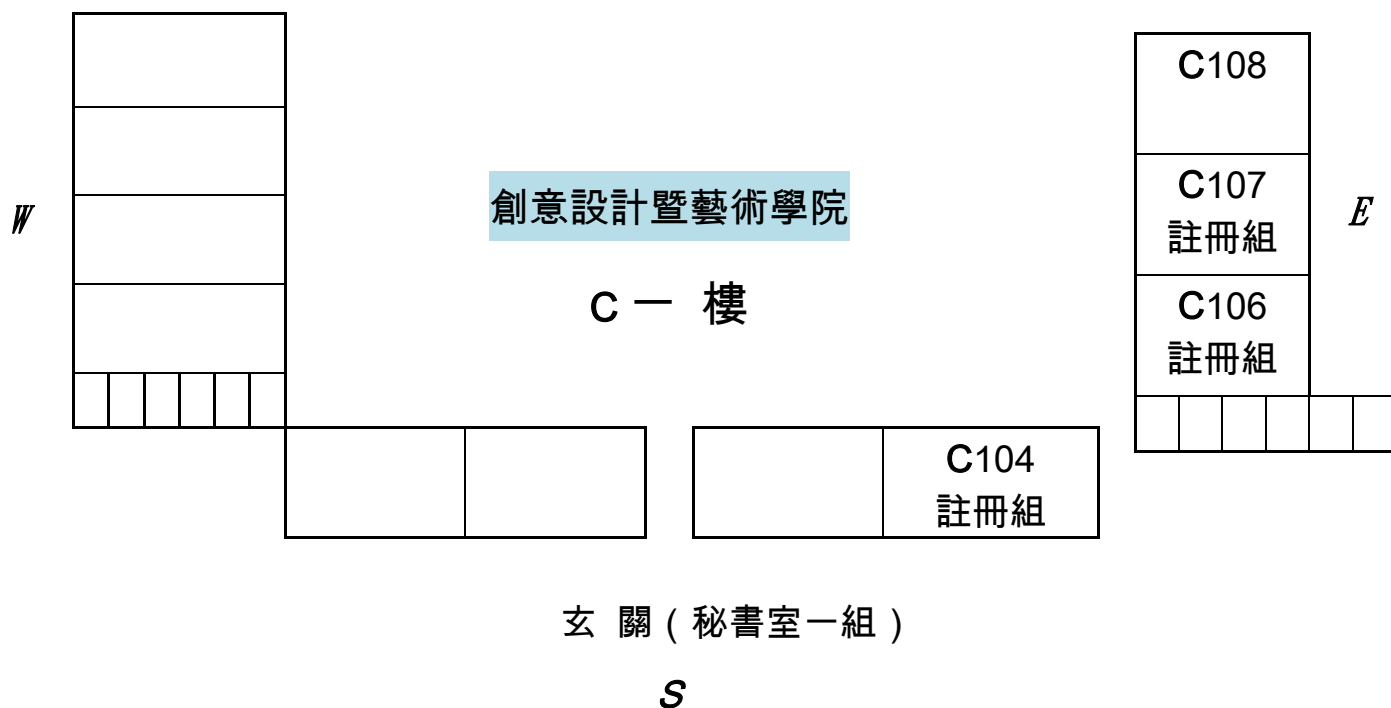 C108
C107
註冊組
W
創意設計暨藝術學院
E
C一 樓
C106
註冊組
C104
註冊組
玄 關（秘書室一組）
S